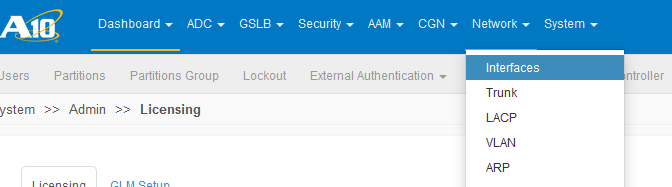 A10 Dashboard ADC GSLB Security AAM CGN Network System
Users Partitions Partitions Group Lockout External Authentication ontroller
Interfaces
ystem >> Admin >> Licensing
Trunk
LACP
VLAN
ARP
Licensing GLM Setup